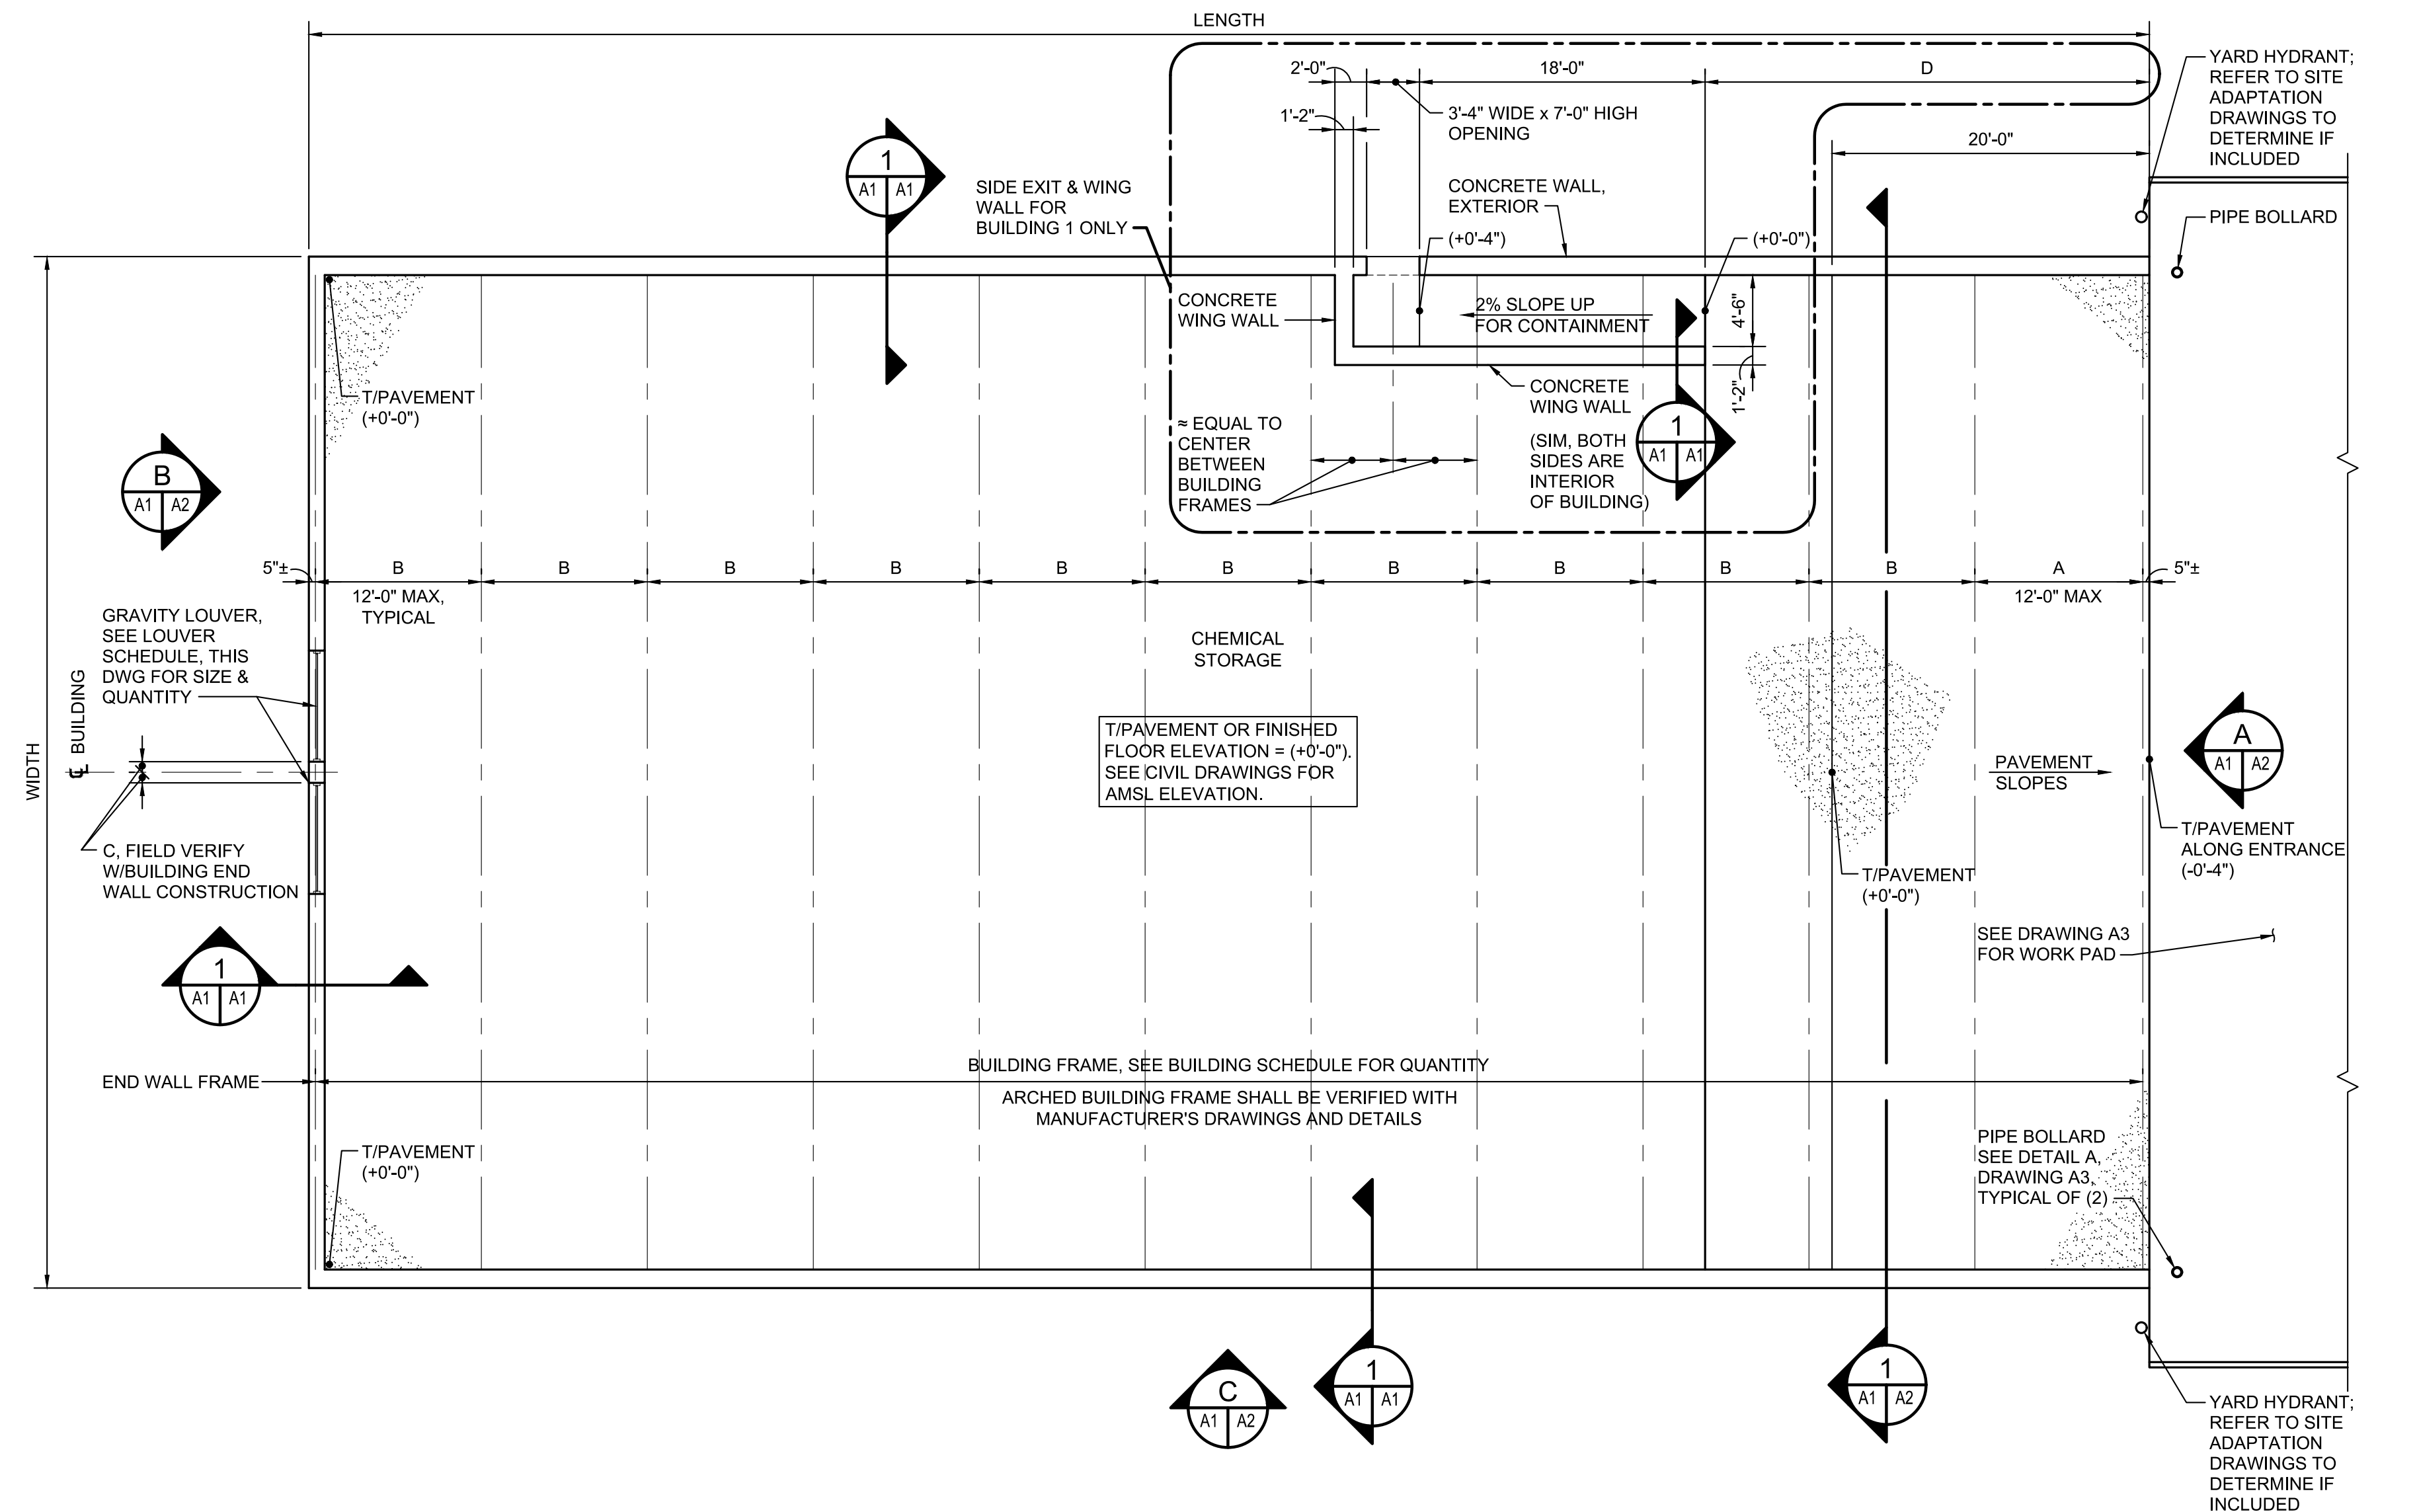 LENGTH
2'-0"
18'-0"
D
1'-2"
3'-4" WIDE x 7'-0" HIGH
OPENING
20'-0"
YARD HYDRANT;
REFER TO SITE
ADAPTATION
DRAWINGS TO
DETERMINE IF
INCLUDED
1
A1
A1
SIDE EXIT & WING
WALL FOR
BUILDING 1 ONLY
CONCRETE WALL,
EXTERIOR
PIPE BOLLARD
(+0'-4")
(+0'-0")
CONCRETE
WING WALL
2% SLOPE UP
FOR CONTAINMENT
4'-6"
1'-2"
T/PAVEMENT
(+0'-0")
CONCRETE
WING WALL
(SIM, BOTH
SIDES ARE
INTERIOR
OF BUILDING)
1
A1
A1
≈ EQUAL TO
CENTER
BETWEEN
BUILDING
FRAMES
B
A1
A2
5"±
B
B
B
B
B
B
B
B
B
B
A
5"±
12'-0" MAX,
TYPICAL
12'-0" MAX
GRAVITY LOUVER,
SEE LOUVER
SCHEDULE, THIS
DWG FOR SIZE &
QUANTITY
CHEMICAL
STORAGE
WIDTH
℄ BUILDING
T/PAVEMENT OR FINISHED
FLOOR ELEVATION = (+0'-0").
SEE CIVIL DRAWINGS FOR
AMSL ELEVATION.
PAVEMENT
SLOPES
A
A1
A2
C, FIELD VERIFY
W/BUILDING END
WALL CONSTRUCTION
T/PAVEMENT
ALONG ENTRANCE
(-0'-4")
T/PAVEMENT
(+0'-0")
SEE DRAWING A3
FOR WORK PAD
1
A1
A1
END WALL FRAME
BUILDING FRAME, SEE BUILDING SCHEDULE FOR QUANTITY
ARCHED BUILDING FRAME SHALL BE VERIFIED WITH
MANUFACTURER'S DRAWINGS AND DETAILS
T/PAVEMENT
(+0'-0")
PIPE BOLLARD
SEE DETAIL A,
DRAWING A3,
TYPICAL OF (2)
C
A1
A2
1
A1
A1
1
A1
A2
YARD HYDRANT;
REFER TO SITE
ADAPTATION
DRAWINGS TO
DETERMINE IF
INCLUDED